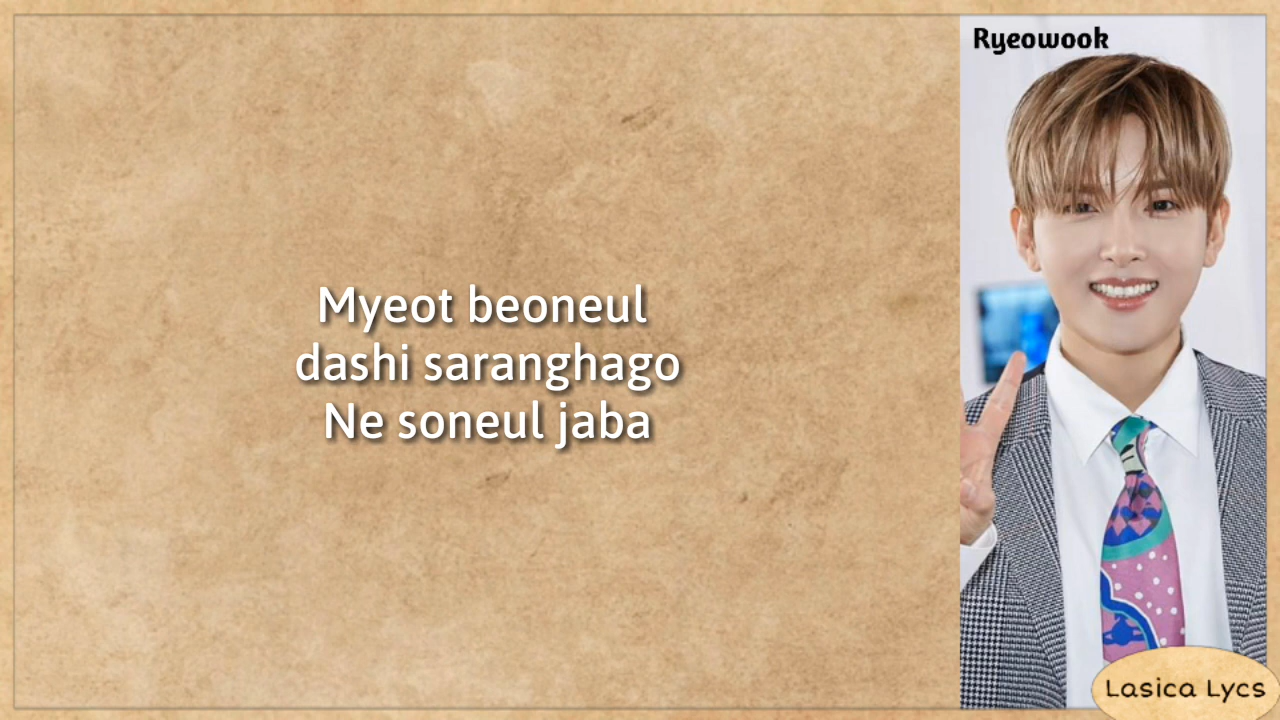 Ryeowook
Myeot beoneul
dashi saranghago
Ne soneul jaba
Lasica Lycs